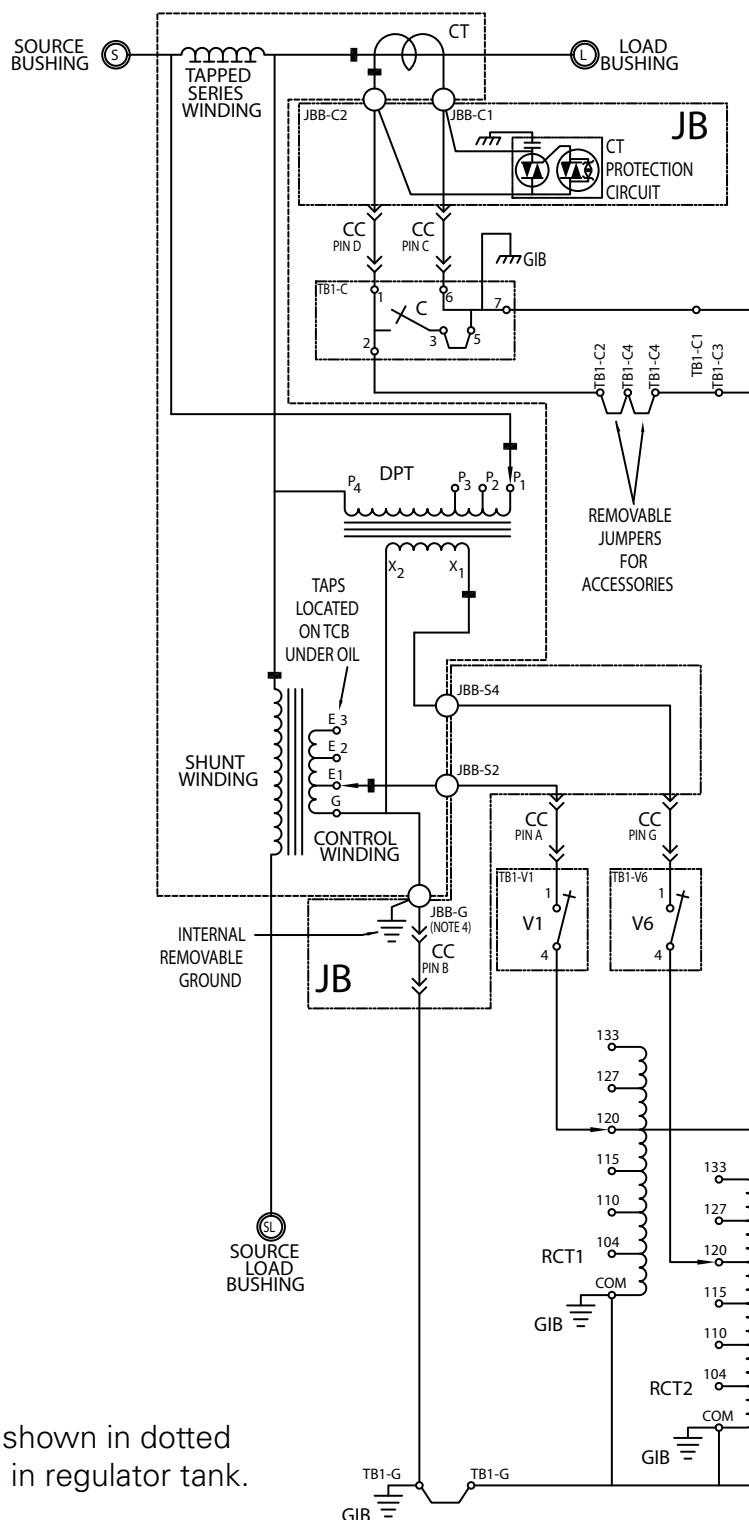 SOURCE
BUSHING
S
TAPPED
SERIES
WINDING
CT
L
LOAD
BUSHING
JBB-C2
JBB-C1
JB
CT
PROTECTION
CIRCUIT
CC
PIN D
CC
PIN C
GIB
TB1-C
1
6
C
7
2
3
5
TB1-C2
TB1-C4
TB1-C4
TB1-C1
TB1-C3
REMOVABLE
JUMPERS
FOR
ACCESSORIES
DPT
P4
P3
P2
P1
X2
X1
TAPS
LOCATED
ON TCB
UNDER OIL
JBB-S4
E 3
E 2
E1
G
JBB-S2
SHUNT
WINDING
CONTROL
WINDING
CC
PIN A
CC
PIN G
TB1-V1
1
V1
4
TB1-V6
1
V6
4
JBB-G
(NOTE 4)
CC
PIN B
INTERNAL
REMOVABLE
GROUND
JB
133
127
120
115
110
104
COM
RCT1
GIB
133
127
120
115
110
104
COM
RCT2
GIB
SL
SOURCE
LOAD
BUSHING
shown in dotted
in regulator tank.
TB1-G
TB1-G
GIB